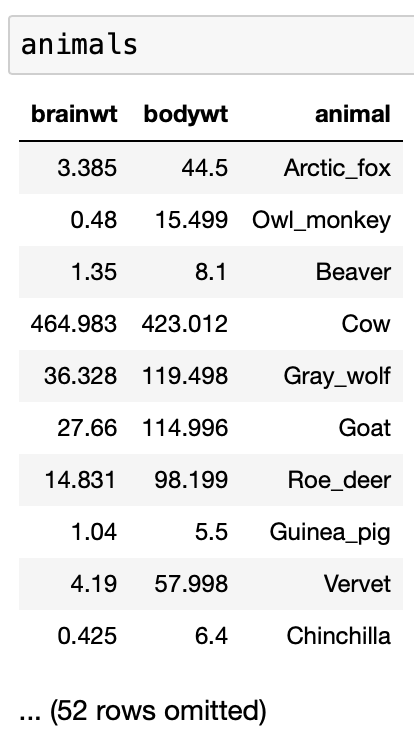 animals
brainwt bodywt animal
3.385 44.5 Arctic_fox
0.48 15.499 Owl_monkey
1.35 8.1 Beaver
464.983 423.012 Cow
36.328 119.498 Gray_wolf
27.66 114.996 Goat
14.831 98.199 Roe_deer
1.04 5.5 Guinea_pig
4.19 57.998 Vervet
0.425 6.4 Chinchilla
... (52 rows omitted)